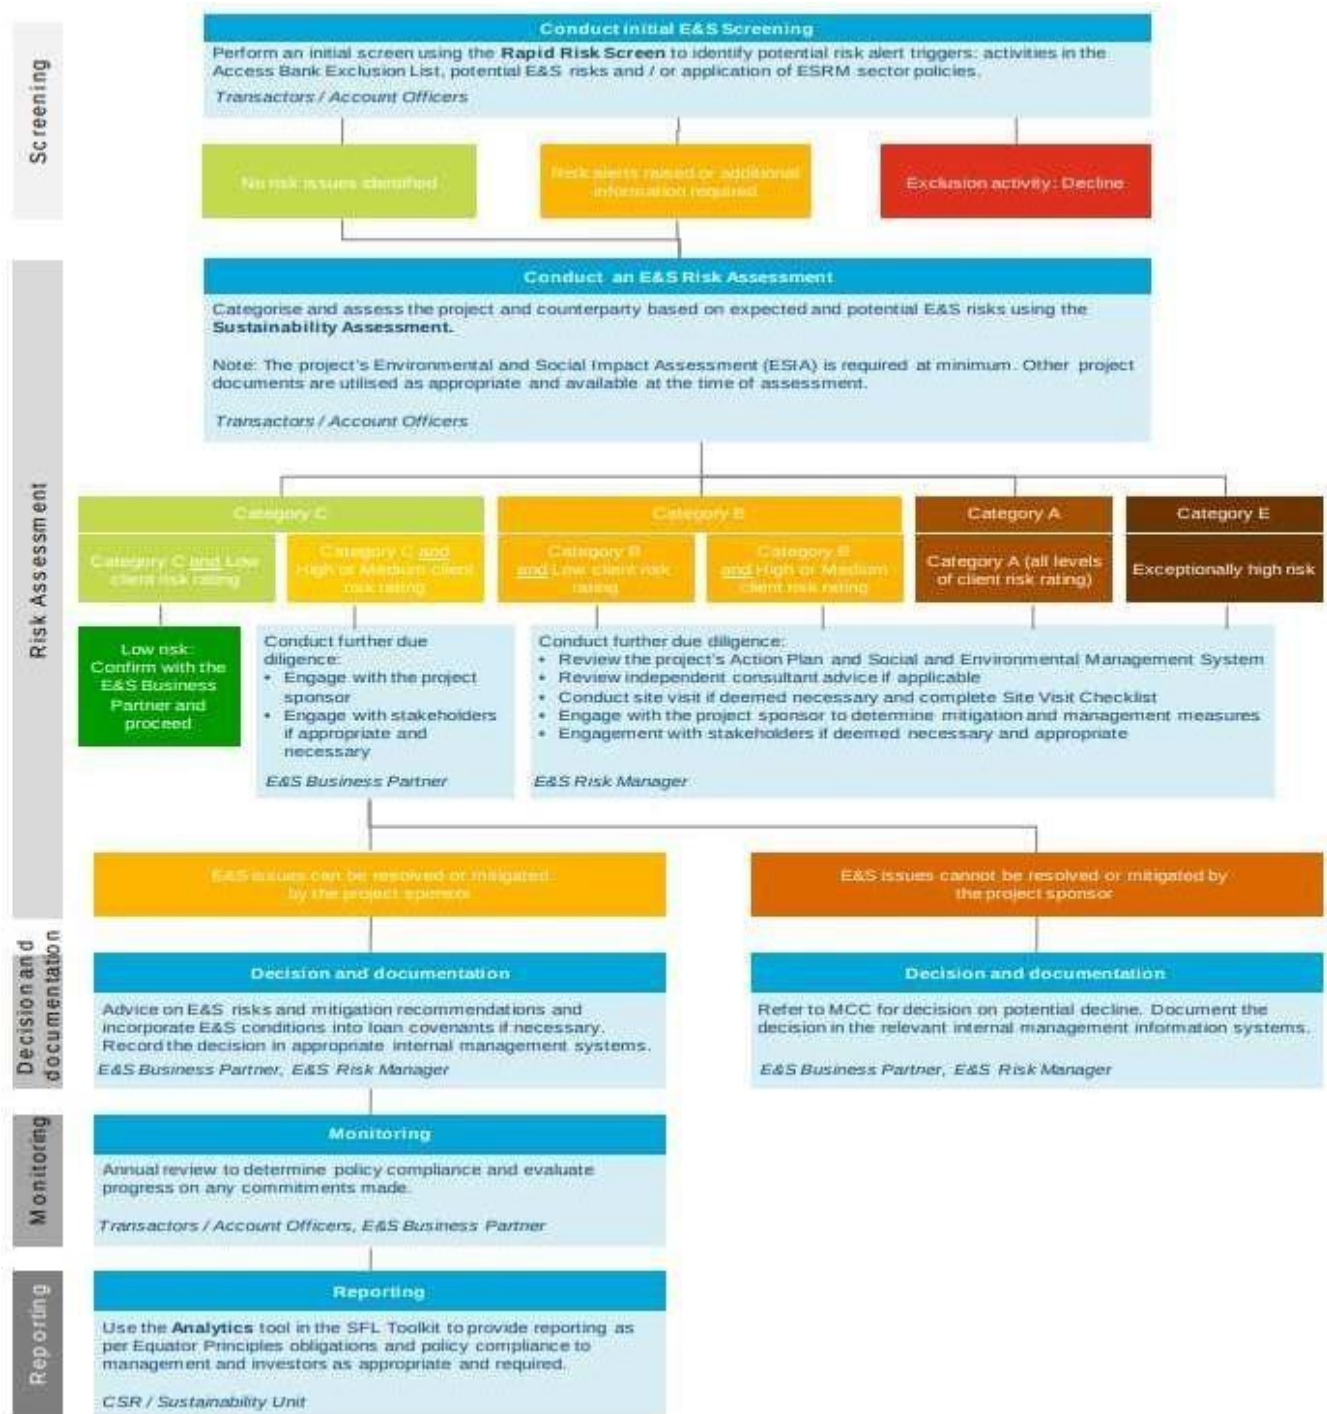 Screening
Conduct initial E&S Screening
Perform an initial screen using the Rapid Risk Screen to identify potential risk alert triggers: activities in the
Access Bank Exclusion List, potential E&S risks and / or application of ESRM sector policies.
Transactors / Account Officers
No risk issues identified
Risk alerts raised or additional
information required
Exclusion activity: Decline
Risk Assessment
Conduct an E&S Risk Assessment
Categorise and assess the project and counterparty based on expected and potential E&S risks using the
Sustainability Assessment.
Note: The project's Environmental and Social Impact Assessment (ESIA) is required at minimum. Other project
documents are utilised as appropriate and available at the time of assessment.
Transactors / Account Officers
Category C
Category B
Category A
Category E
Category C and Low
client risk rating
Category C and
High or Medium client
risk rating
Category B
and Low client risk
rating
Category B
and High or Medium
client risk rating
Category A (all levels
of client risk rating)
Exceptionally high risk
Low risk:
Confirm with the
E&S Business
Partner and
proceed
Conduct further due
diligence:
• Engage with the project
sponsor
• Engage with stakeholders
if appropriate and
necessary
E&S Business Partner
Conduct further due diligence:
• Review the project's Action Plan and Social and Environmental Management System
• Review independent consultant advice if applicable
• Conduct site visit if deemed necessary and complete Site Visit Checklist
• Engage with the project sponsor to determine mitigation and management measures
• Engagement with stakeholders if deemed necessary and appropriate
E&S Risk Manager
E&S issues can be resolved or mitigated
by the project sponsor
E&S issues cannot be resolved or mitigated by
the project sponsor
Decision and
documentation
Decision and documentation
Advice on E&S risks and mitigation recommendations and
incorporate E&S conditions into loan covenants if necessary.
Record the decision in appropriate internal management systems.
E&S Business Partner, E&S Risk Manager
Decision and documentation
Refer to MCC for decision on potential decline. Document the
decision in the relevant internal management information systems.
E&S Business Partner, E&S Risk Manager
Monitoring
Monitoring
Annual review to determine policy compliance and evaluate
progress on any commitments made.
Transactors / Account Officers, E&S Business Partner
Reporting
Reporting
Use the Analytics tool in the SFL Toolkit to provide reporting as
per Equator Principles obligations and policy compliance to
management and investors as appropriate and required.
CSR / Sustainability Unit